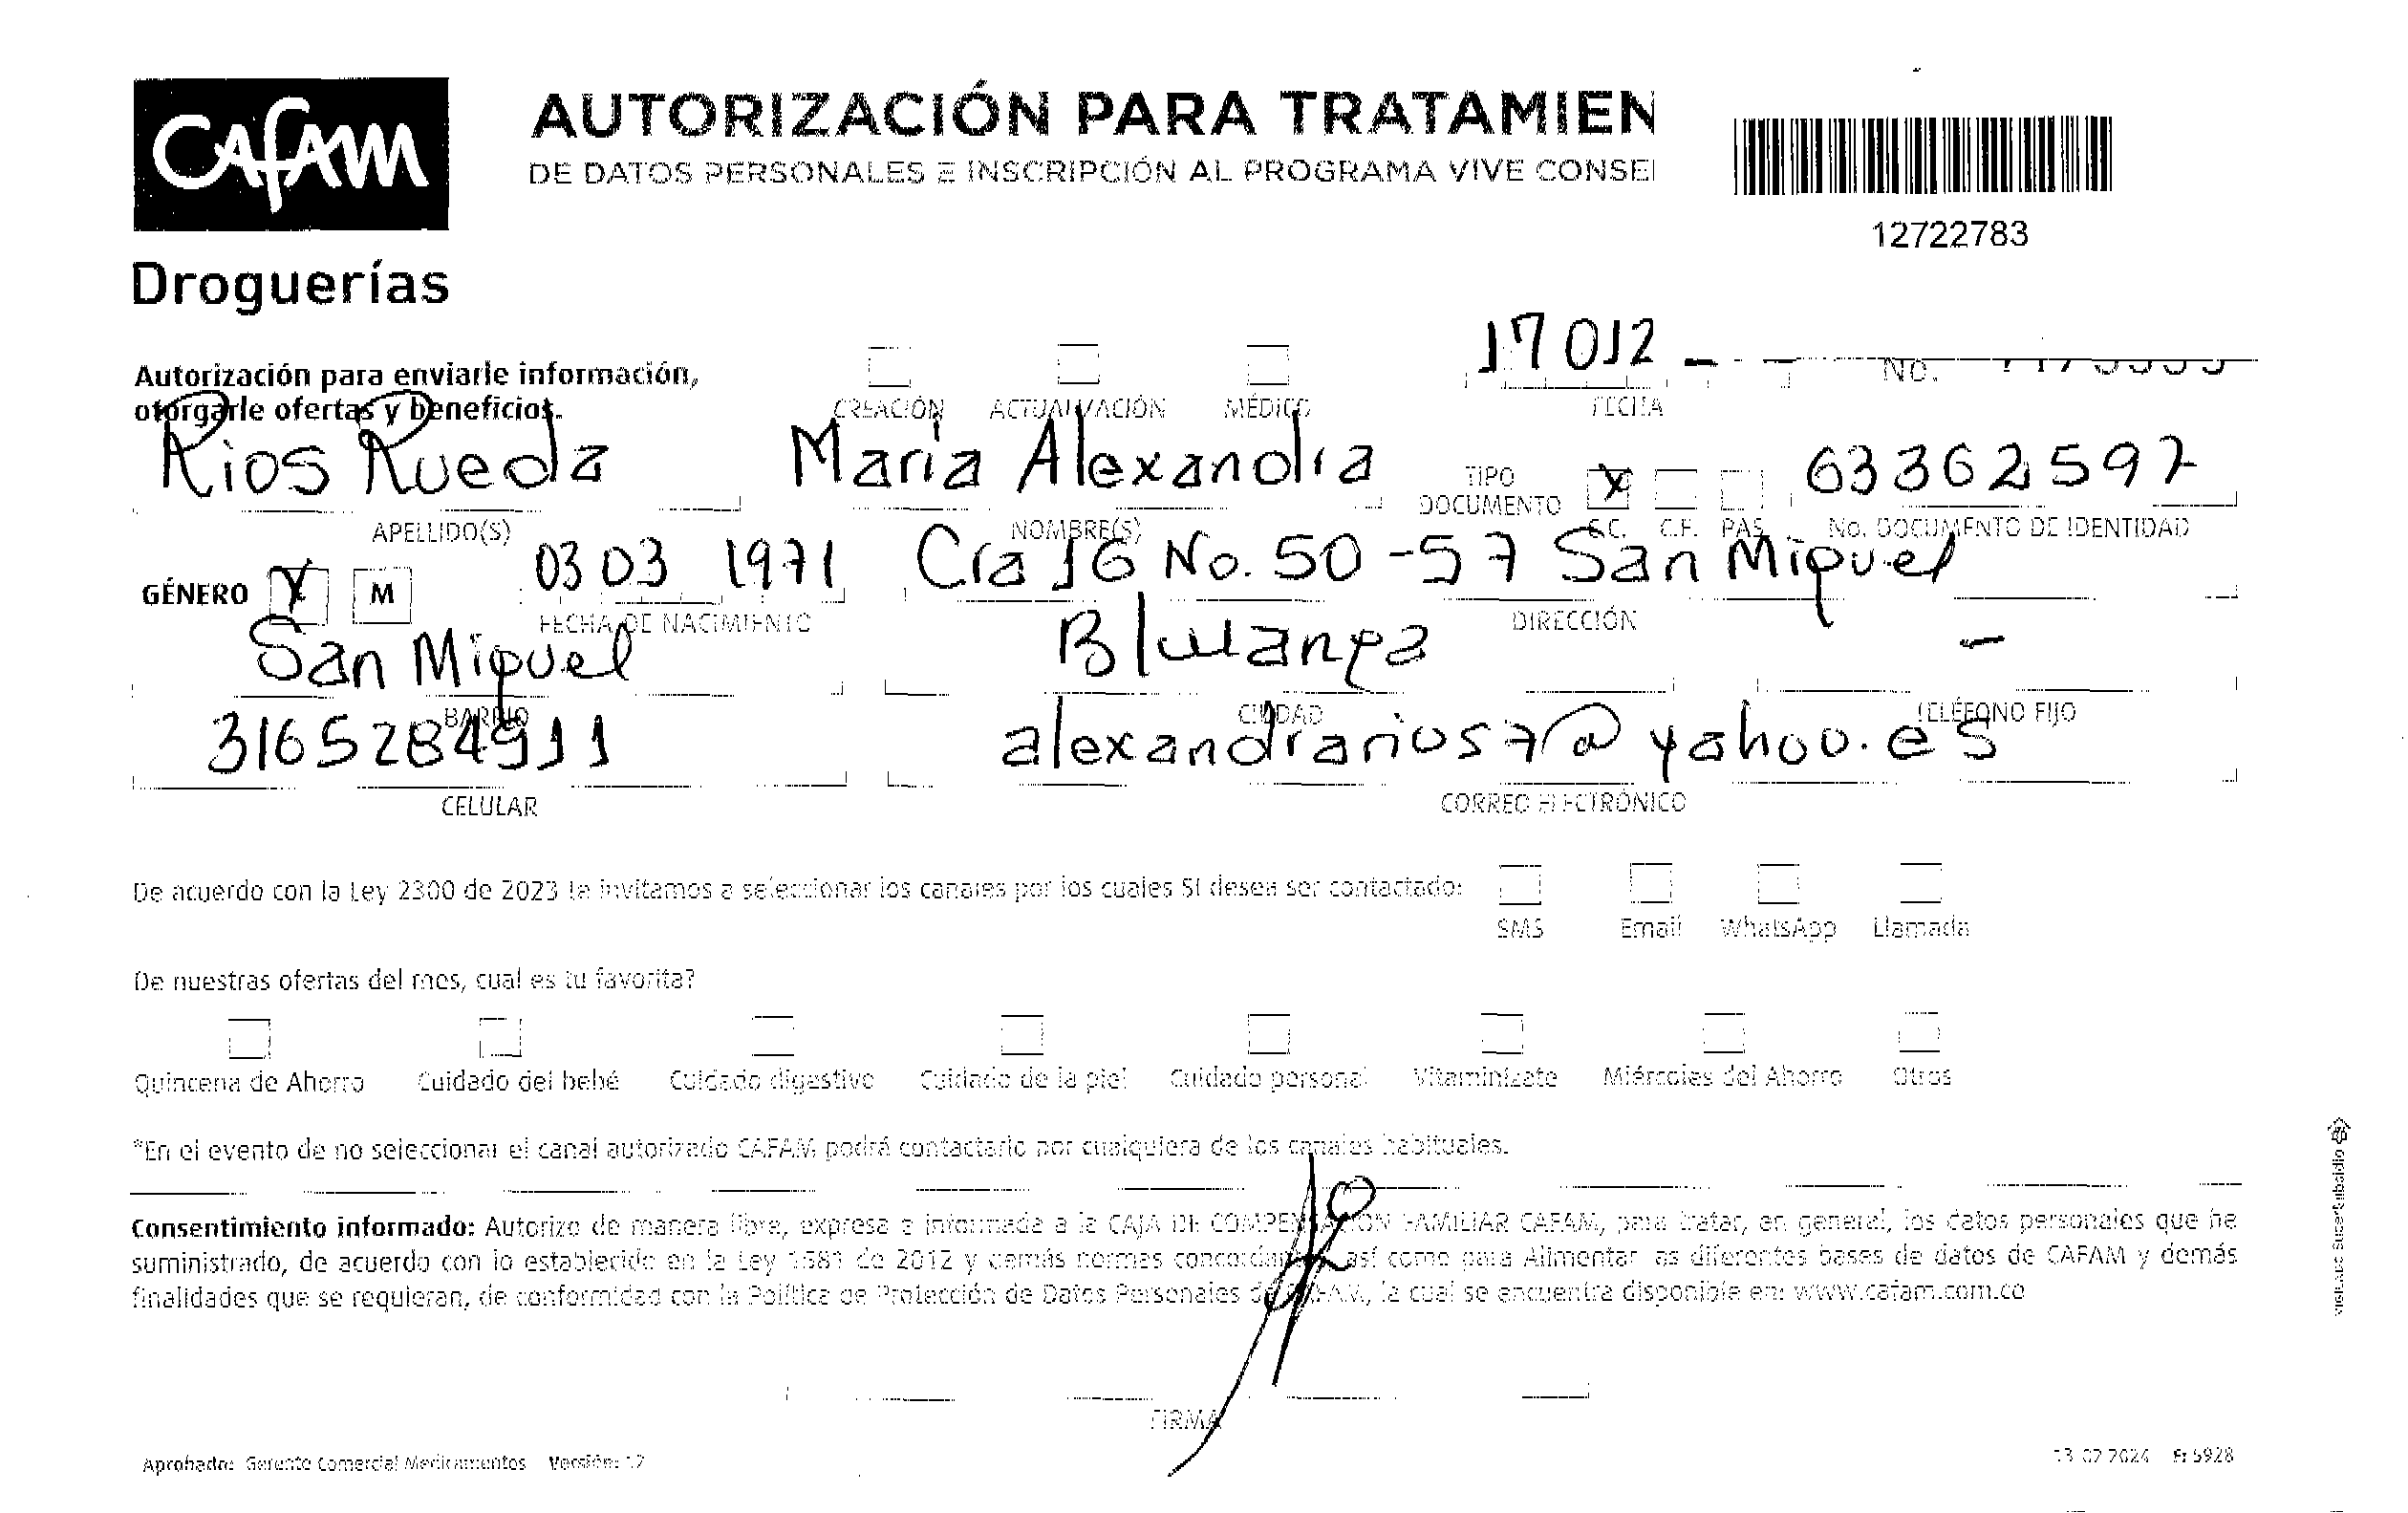 CAFAM
Droguerías
AUTORIZACIÓN PARA TRATAMIEN
DE DATOS PERSONALES E INSCRIPCIÓN AL PROGRAMA VIVE CONSE
12722783
Autorización para enviarle información,
otorgarle ofertas y beneficios.
CREACIÓN ACTUALIZACIÓN MÉDICO
17 012 -
FECHA
No.
Rios Rueda Maria Alexandra TIPO DOCUMENTO X 63362597
APELLIDO(S) NOMBRE(S) C.C. C.E. PAS. No. DOCUMENTO DE IDENTIDAD
GÉNERO X M 03 03 1971 Cra 16 No. 50-57 San Miguel
FECHA DE NACIMIENTO DIRECCIÓN
San Miguel B/manga -
BARRIO CIUDAD TELÉFONO FIJO
3165284911 alexandrarios7@yahoo.es
CELULAR CORREO ELECTRÓNICO
De acuerdo con la Ley 2300 de 2023 te invitamos a seleccionar los canales por los cuales SI desea ser contactado:
SMS Email WhatsApp Llamada
De nuestras ofertas del mes, cual es tu favorita?
Quincena de Ahorro Cuidado del bebé Cuidado digestivo Cuidado de la piel Cuidado personal Vitaminízate Miércoles del Ahorro Otros
*En el evento de no seleccionar el canal autorizado CAFAM podrá contactarlo por cualquiera de los canales habituales.
Consentimiento informado: Autorizo de manera libre, expresa e informada a la CAJA DE COMPENSACIÓN FAMILIAR CAFAM, para tratar, en general, los datos personales que he
suministrado, de acuerdo con lo establecido en la Ley 1581 de 2012 y demás normas concordantes, así como para Alimentar las diferentes bases de datos de CAFAM y demás
finalidades que se requieran, de conformidad con la Política de Protección de Datos Personales de CAFAM, la cual se encuentra disponible en: www.cafam.com.co
FIRMA
Aprobado: Gerente Comercial Medicamentos Versión: 12
13 02 2024 Fr 5928
VIGILADO SuperSubsidio